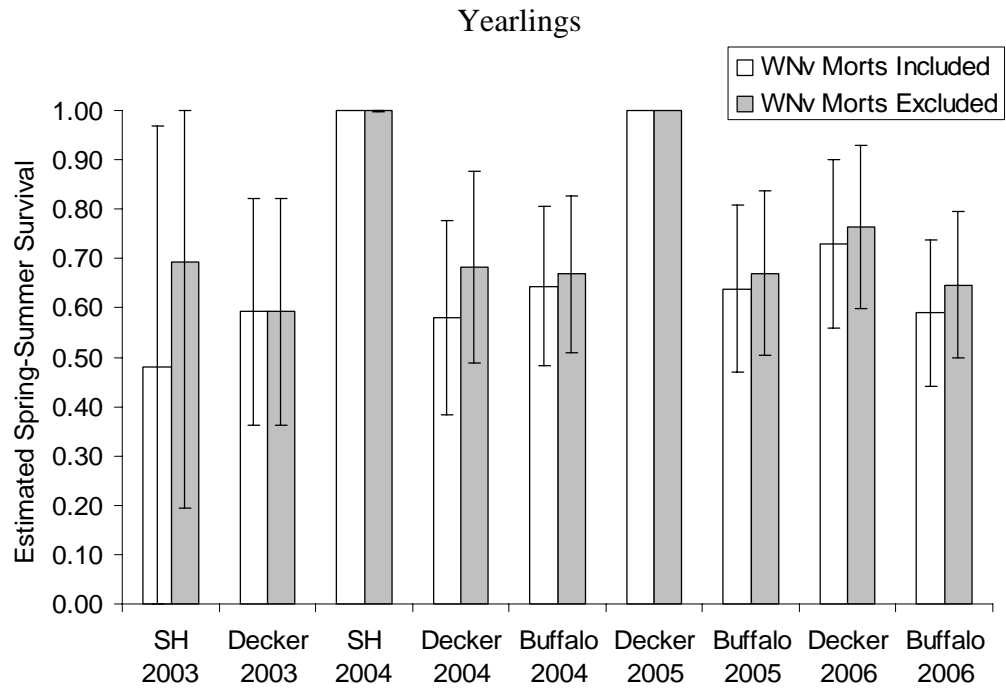 Yearlings
WNv Morts Included
WNv Morts Excluded
Estimated Spring-Summer Survival
1.00
0.90
0.80
0.70
0.60
0.50
0.40
0.30
0.20
0.10
0.00
SH 2003
Decker 2003
SH 2004
Decker 2004
Buffalo 2004
Decker 2005
Buffalo 2005
Decker 2006
Buffalo 2006